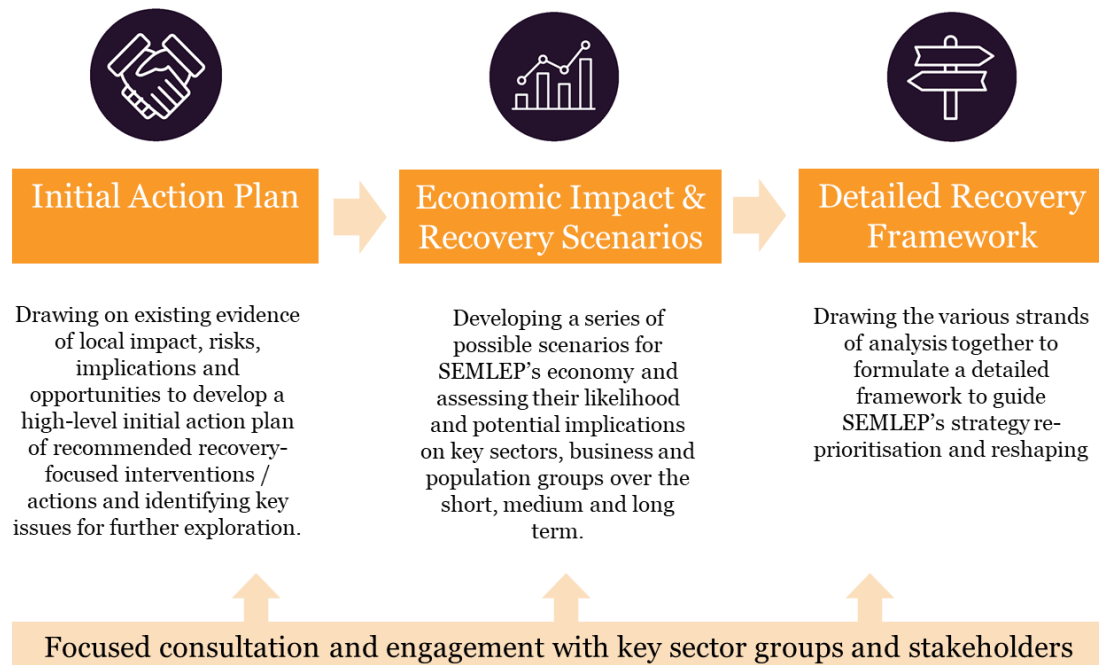 Initial Action Plan
Economic Impact &
Recovery Scenarios
Detailed Recovery
Framework
Drawing on existing evidence
of local impact, risks,
implications and
opportunities to develop a
high-level initial action plan
of recommended recovery-
focused interventions /
actions and identifying key
issues for further exploration.
Developing a series of
possible scenarios for
SEMLEP’s economy and
assessing their likelihood
and potential implications
on key sectors, business and
population groups over the
short, medium and long
term.
Drawing the various strands
of analysis together to
formulate a detailed
framework to guide
SEMLEP’s strategy re-
prioritisation and reshaping
Focused consultation and engagement with key sector groups and stakeholders